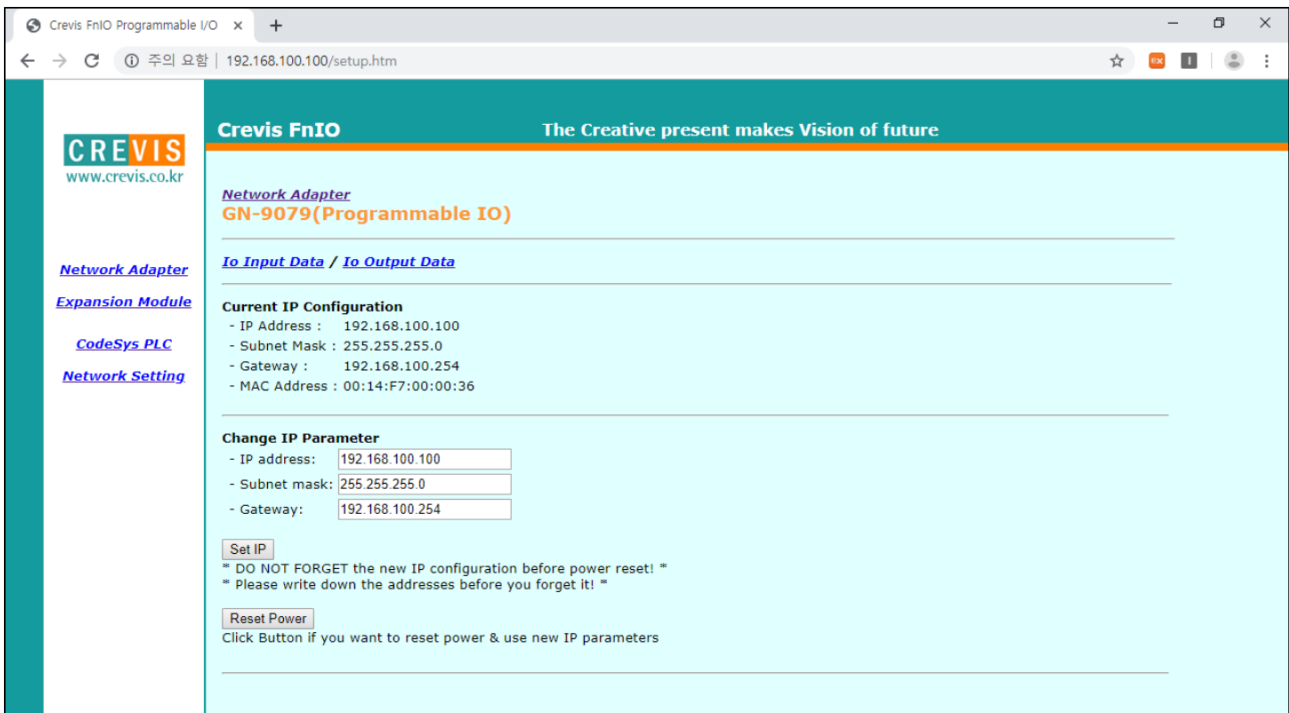 Crevis FnIO Programmable I/O
주의 요함 | 192.168.100.100/setup.htm
EX
I
CREVIS
www.crevis.co.kr
Crevis FnIO The Creative present makes Vision of future
Network Adapter
Expansion Module
CodeSys PLC
Network Setting
Network Adapter
GN-9079(Programmable IO)
Io Input Data / Io Output Data
Current IP Configuration
- IP Address : 192.168.100.100
- Subnet Mask : 255.255.255.0
- Gateway : 192.168.100.254
- MAC Address : 00:14:F7:00:00:36
Change IP Parameter
- IP address: 192.168.100.100
- Subnet mask: 255.255.255.0
- Gateway: 192.168.100.254
Set IP
* DO NOT FORGET the new IP configuration before power reset! *
* Please write down the addresses before you forget it! *
Reset Power
Click Button if you want to reset power & use new IP parameters